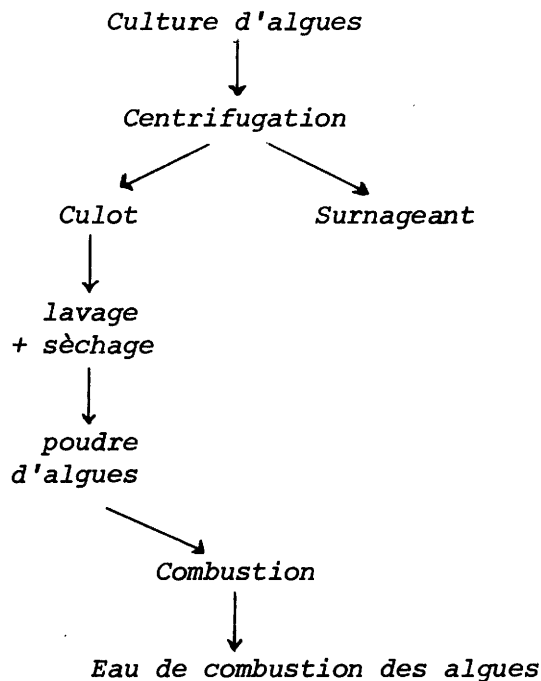 Culture d'algues
Centrifugation
Culot
Surnageant
lavage
+ sèchage
poudre
d'algues
Combustion
Eau de combustion des algues